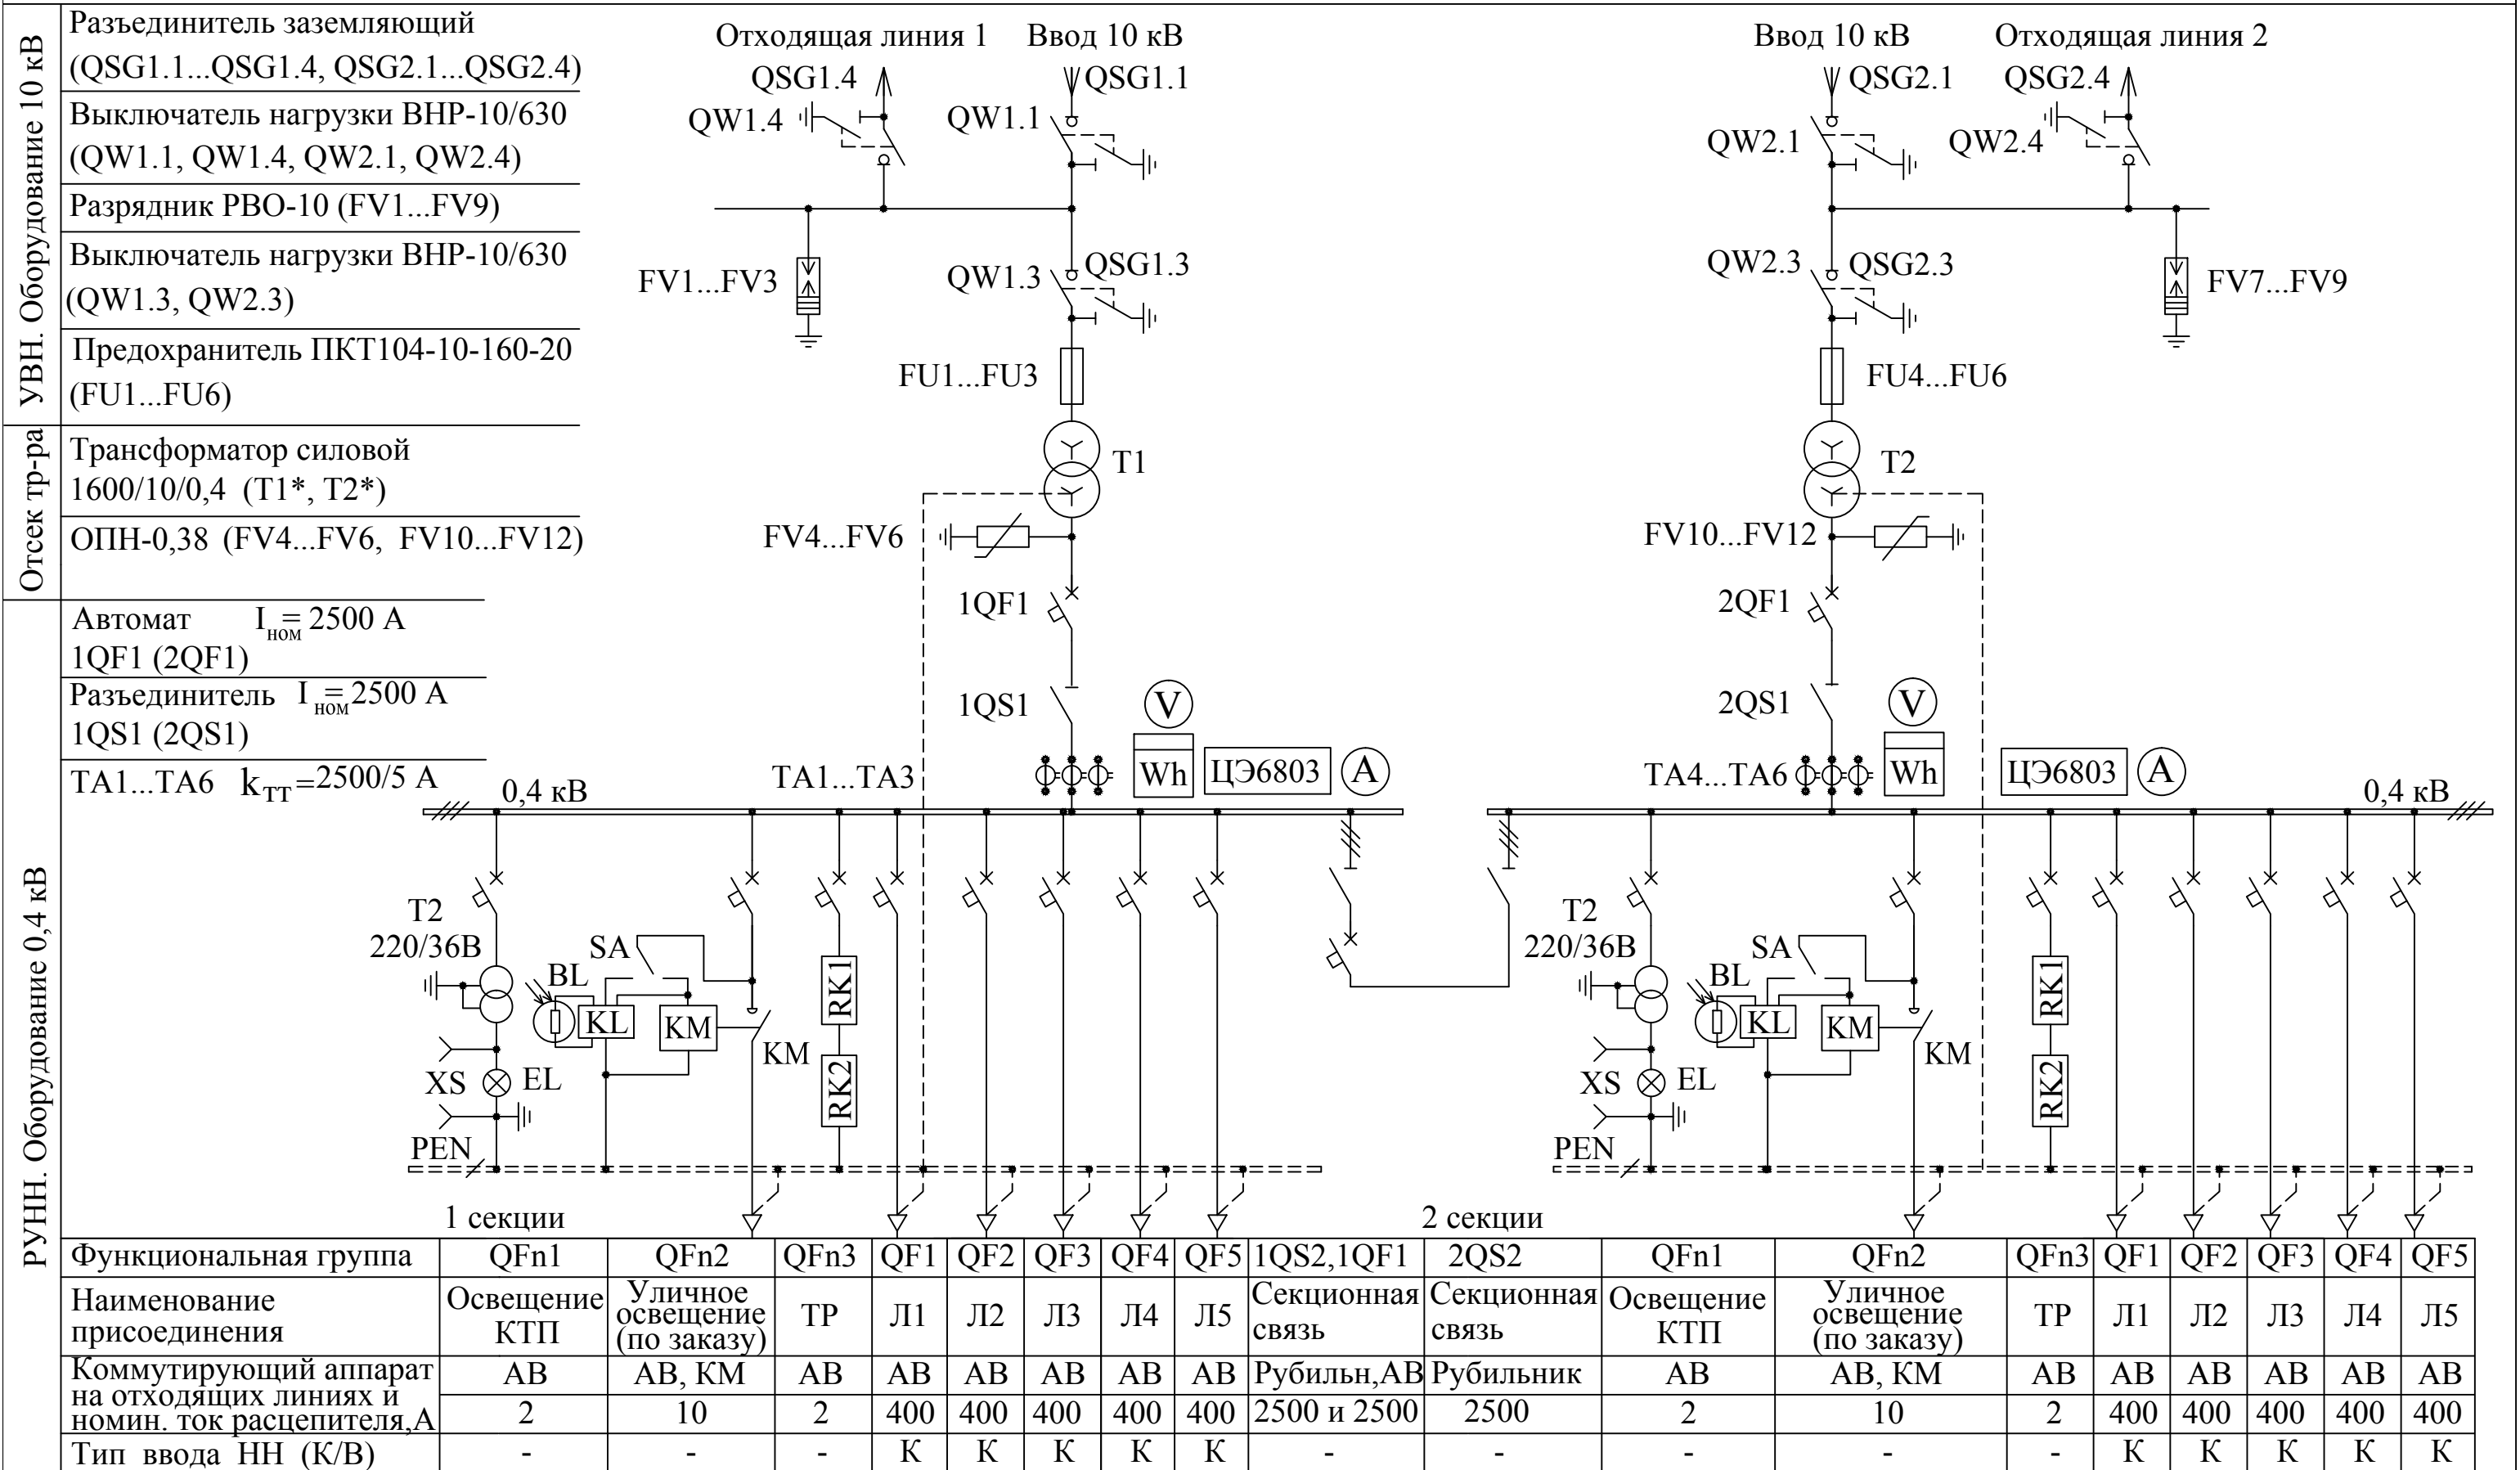 УВН. Оборудование 10 кВ
Разъединитель заземляющий
(QSG1.1...QSG1.4, QSG2.1...QSG2.4)
Выключатель нагрузки ВНР-10/630
(QW1.1, QW1.4, QW2.1, QW2.4)
Разрядник РВО-10 (FV1...FV9)
Выключатель нагрузки ВНР-10/630
(QW1.3, QW2.3)
Предохранитель ПКТ104-10-160-20
(FU1...FU6)
Отсек тр-ра
Трансформатор силовой
1600/10/0,4 (Т1*, Т2*)
ОПН-0,38 (FV4...FV6, FV10...FV12)
РУНН. Оборудование 0,4 кВ
Автомат Iном= 2500 А
1QF1 (2QF1)
Разъединитель Iном= 2500 А
1QS1 (2QS1)
ТА1...ТА6 kтт=2500/5 А
Отходящая линия 1
Ввод 10 кВ
QSG1.4
QSG1.1
QW1.4
QW1.1
FV1...FV3
QW1.3
QSG1.3
FU1...FU3
Т1
FV4...FV6
1QF1
1QS1
V
Wh
ЦЭ6803
А
ТА1...ТА3
0,4 кВ
Ввод 10 кВ
Отходящая линия 2
QSG2.1
QSG2.4
QW2.1
QW2.4
QW2.3
QSG2.3
FV7...FV9
FU4...FU6
Т2
FV10...FV12
2QF1
2QS1
V
Wh
ЦЭ6803
А
ТА4...ТА6
0,4 кВ
Т2
220/36В
SA
BL
KL
KM
KM
RK1
RK2
XS
EL
PEN
1 секции
Т2
220/36В
SA
BL
KL
KM
KM
RK1
RK2
XS
EL
PEN
2 секции
Функциональная группа QFn1 QFn2 QFn3 QF1 QF2 QF3 QF4 QF5 1QS2,1QF1 2QS2 QFn1 QFn2 QFn3 QF1 QF2 QF3 QF4 QF5
Наименование присоединения Освещение КТП Уличное освещение (по заказу) ТР Л1 Л2 Л3 Л4 Л5 Секционная связь Секционная связь Освещение КТП Уличное освещение (по заказу) ТР Л1 Л2 Л3 Л4 Л5
Коммутирующий аппарат
на отходящих линиях и
номин. ток расцепителя,А
АВ АВ, КМ АВ АВ АВ АВ АВ АВ Рубильн,АВ Рубильник АВ АВ, КМ АВ АВ АВ АВ АВ АВ
2 10 2 400 400 400 400 400 2500 и 2500 2500 2 10 2 400 400 400 400 400
Тип ввода НН (К/В) - - - К К К К К - - - - - К К К К К